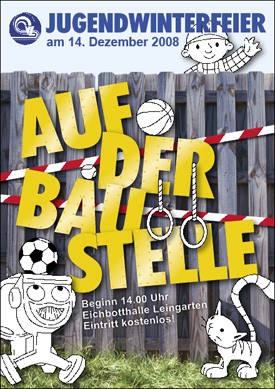 JUGENDWINTERFEIER
am 14. Dezember 2008
AUF
DER
BAU
STELLE
Beginn 14.00 Uhr
Eichbotthalle Leingarten
Eintritt kostenlos!